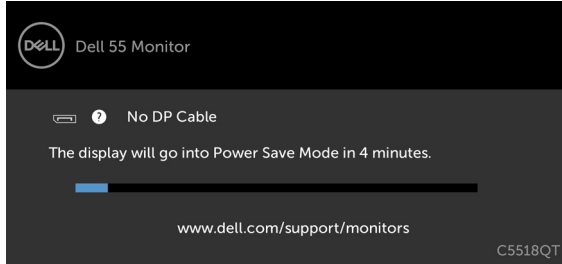 DELL
Dell 55 Monitor
? No DP Cable
The display will go into Power Save Mode in 4 minutes.
www.dell.com/support/monitors
C5518QT